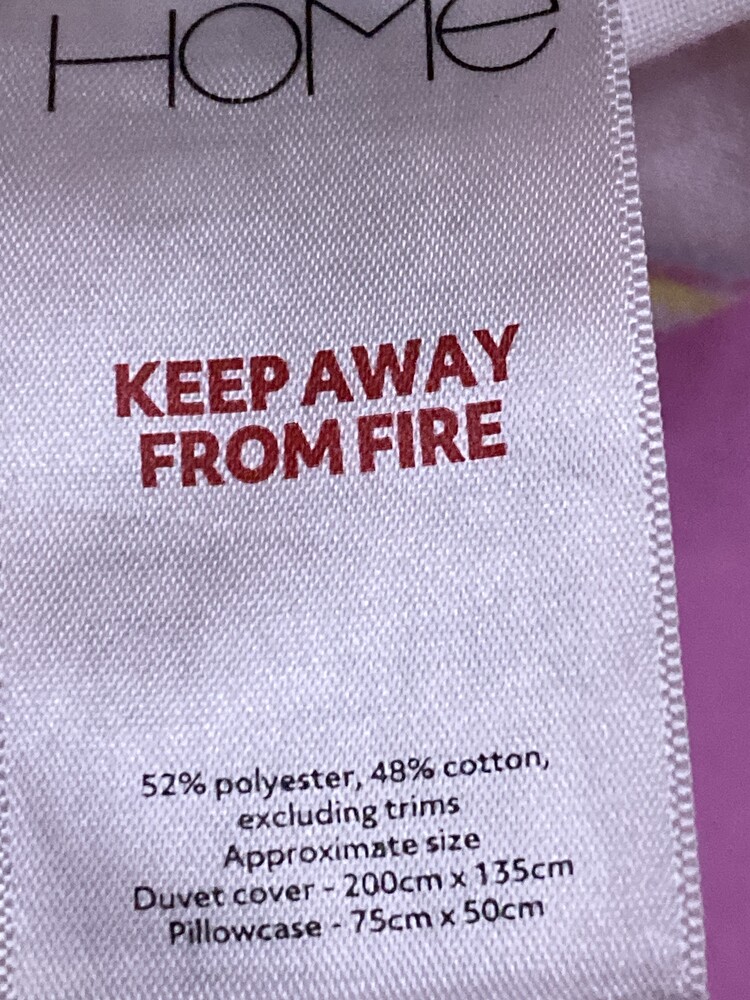 HOME
KEEP AWAY
FROM FIRE
52% polyester, 48% cotton,
excluding trims
Approximate size
Duvet cover - 200cm x 135cm
Pillowcase - 75cm x 50cm